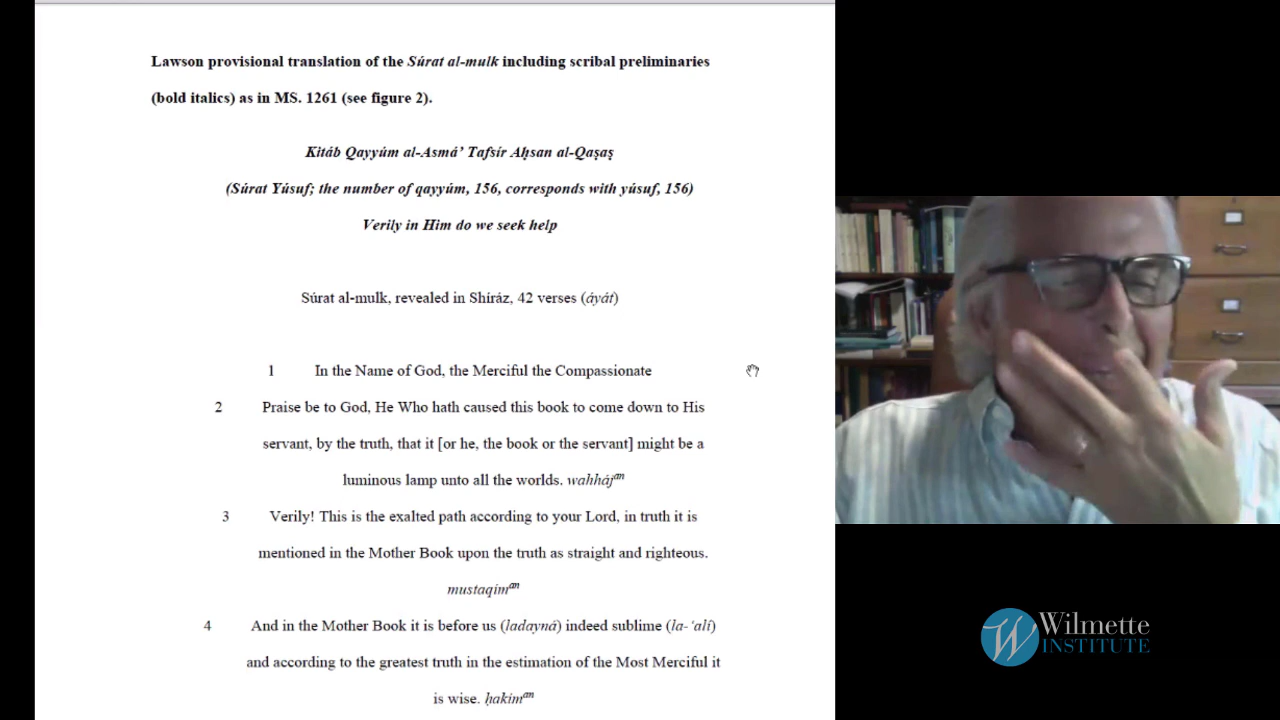 Lawson provisional translation of the Súrat al-mulk including scribal preliminaries
(bold italics) as in MS. 1261 (see figure 2).
Kitáb Qayyúm al-Asmá’ Tafsír Aḥsan al-Qaṣaṣ
(Súrat Yúsuf; the number of qayyúm, 156, corresponds with yúsuf, 156)
Verily in Him do we seek help
Súrat al-mulk, revealed in Shíráz, 42 verses (áyát)
1 In the Name of God, the Merciful the Compassionate
2 Praise be to God, He Who hath caused this book to come down to His
servant, by the truth, that it [or he, the book or the servant] might be a
luminous lamp unto all the worlds. wahhájᵃⁿ
3 Verily! This is the exalted path according to your Lord, in truth it is
mentioned in the Mother Book upon the truth as straight and righteous.
mustaqimᵃⁿ
4 And in the Mother Book it is before us (ladayná) indeed sublime (la-‘alí)
and according to the greatest truth in the estimation of the Most Merciful it
is wise. ḥakimᵃⁿ
Wilmette
INSTITUTE